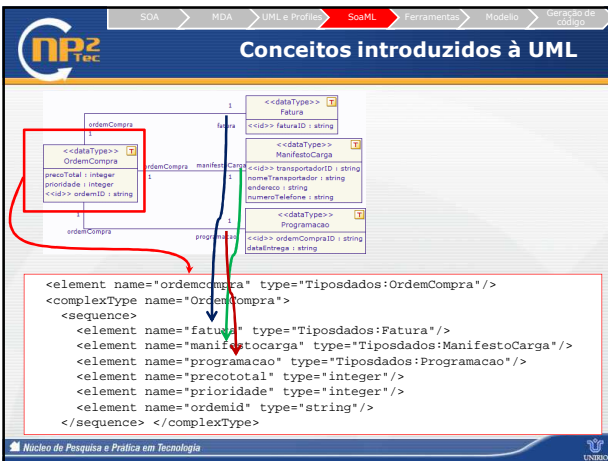 SOA MDA UML e Profiles SoaML Ferramentas Modelio Geração de código
NP2 Tec
Conceitos introduzidos à UML
<<dataType>> T
Fatura
<<id>> faturaID : string
ordemCompra
1
1
fatura
<<dataType>> T
OrdemCompra
precoTotal : integer
prioridade : integer
<<id>> ordemID : string
ordemCompra
1
manifestoCarga
1
<<dataType>> T
ManifestoCarga
<<id>> transportadorID : string
nomeTransportador : string
endereco : string
numeroTelefone : string
1
ordemCompra
1
programacao
<<dataType>> T
Programacao
<<id>> ordemCompraID : string
dataEntrega : string
<element name="ordemcompra" type="Tiposdados:OrdemCompra"/>
<complexType name="OrdemCompra">
<sequence>
<element name="fatura" type="Tiposdados:Fatura"/>
<element name="manifestocarga" type="Tiposdados:ManifestoCarga"/>
<element name="programacao" type="Tiposdados:Programacao"/>
<element name="precototal" type="integer"/>
<element name="prioridade" type="integer"/>
<element name="ordemid" type="string"/>
</sequence> </complexType>
Núcleo de Pesquisa e Prática em Tecnologia
UNIRIO